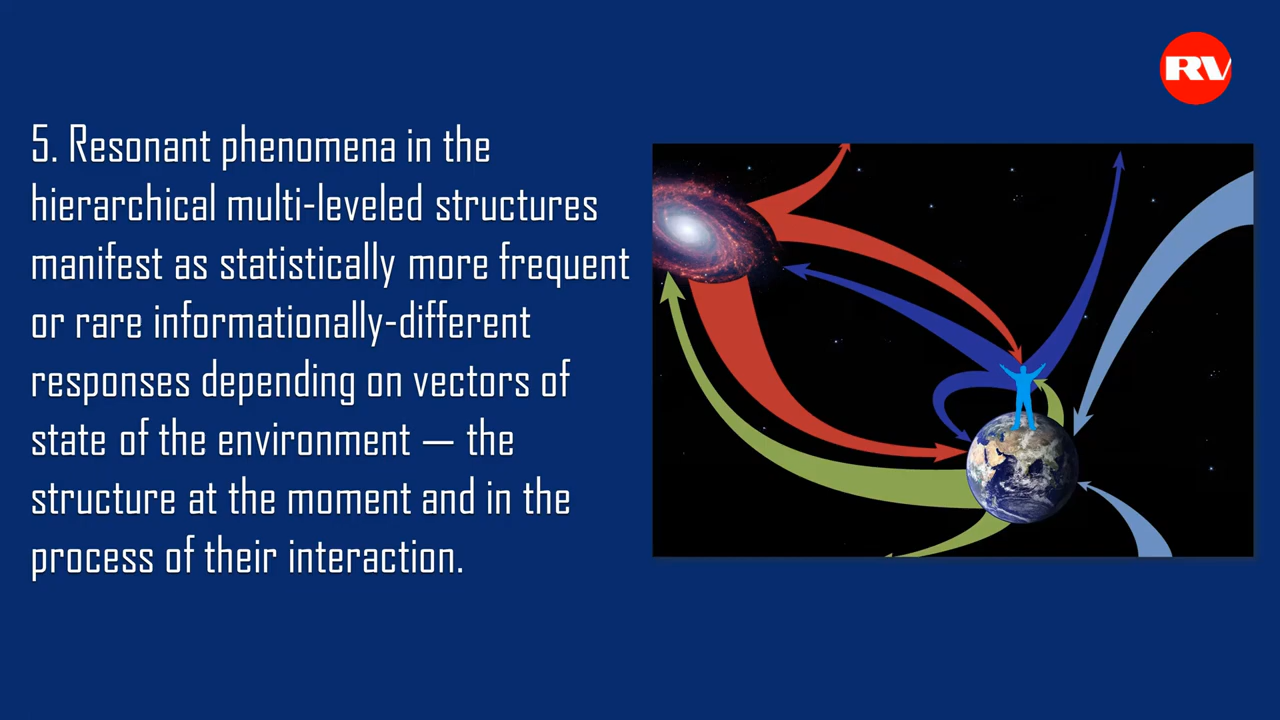 RV
5. Resonant phenomena in the
hierarchical multi-leveled structures
manifest as statistically more frequent
or rare informationally-different
responses depending on vectors of
state of the environment — the
structure at the moment and in the
process of their interaction.